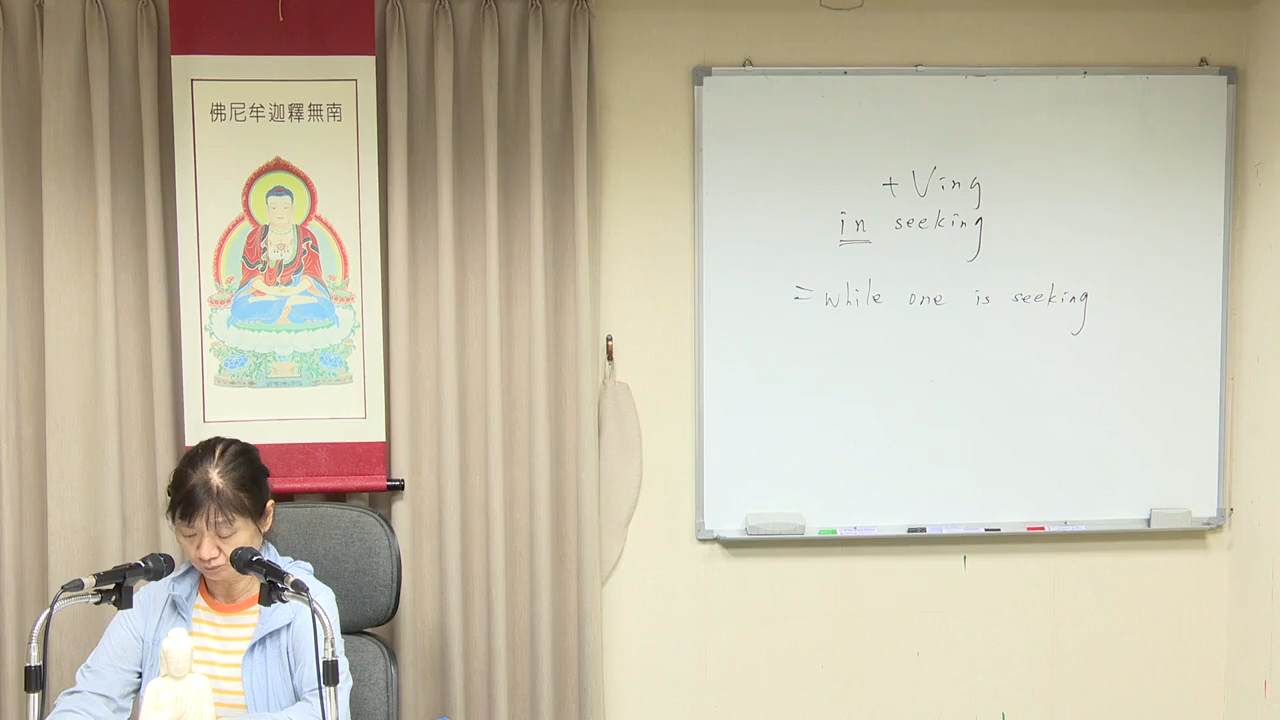 佛尼牟迦釋無南
+ Ving
in seeking
= while one is seeking